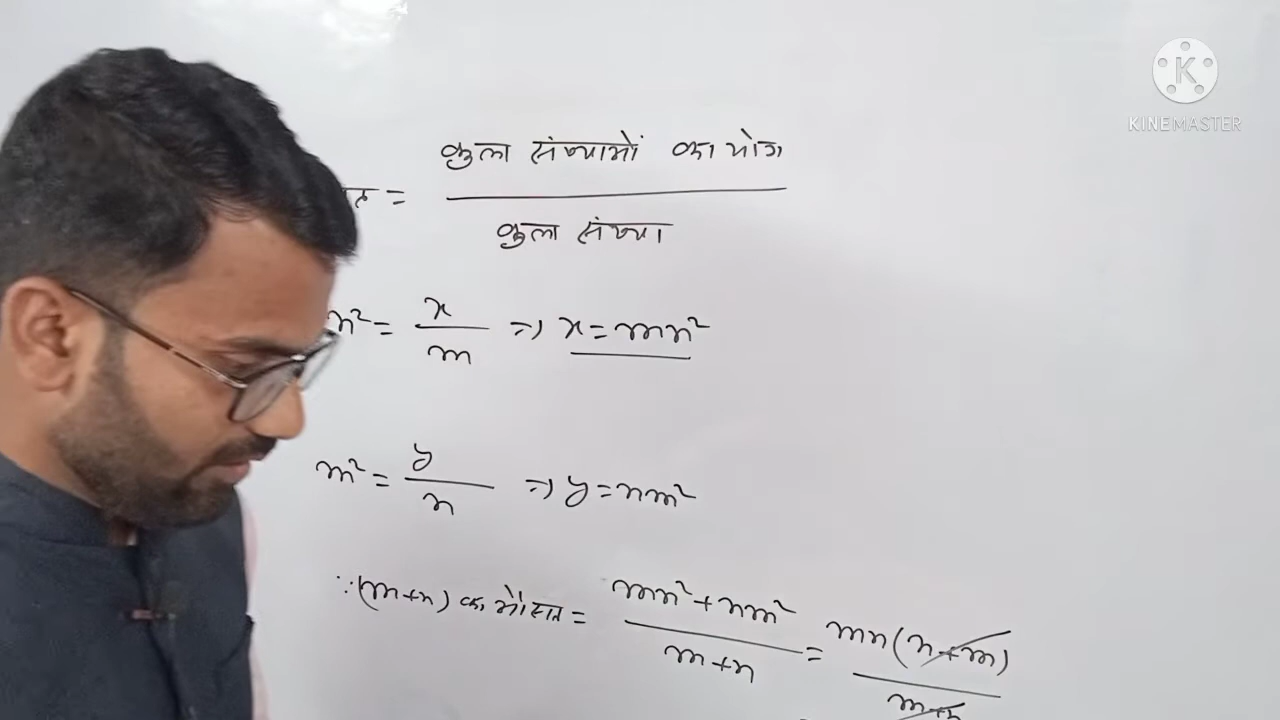 KINEMASTER
कुल संख्याओं का योग
=
कुल संख्या
n² = x/m ⇒ x = mn²
m² = y/n ⇒ y = nm²
∵ (m+n) का औसत = mn² + nm² / m+n = mn(n+m) / m+n